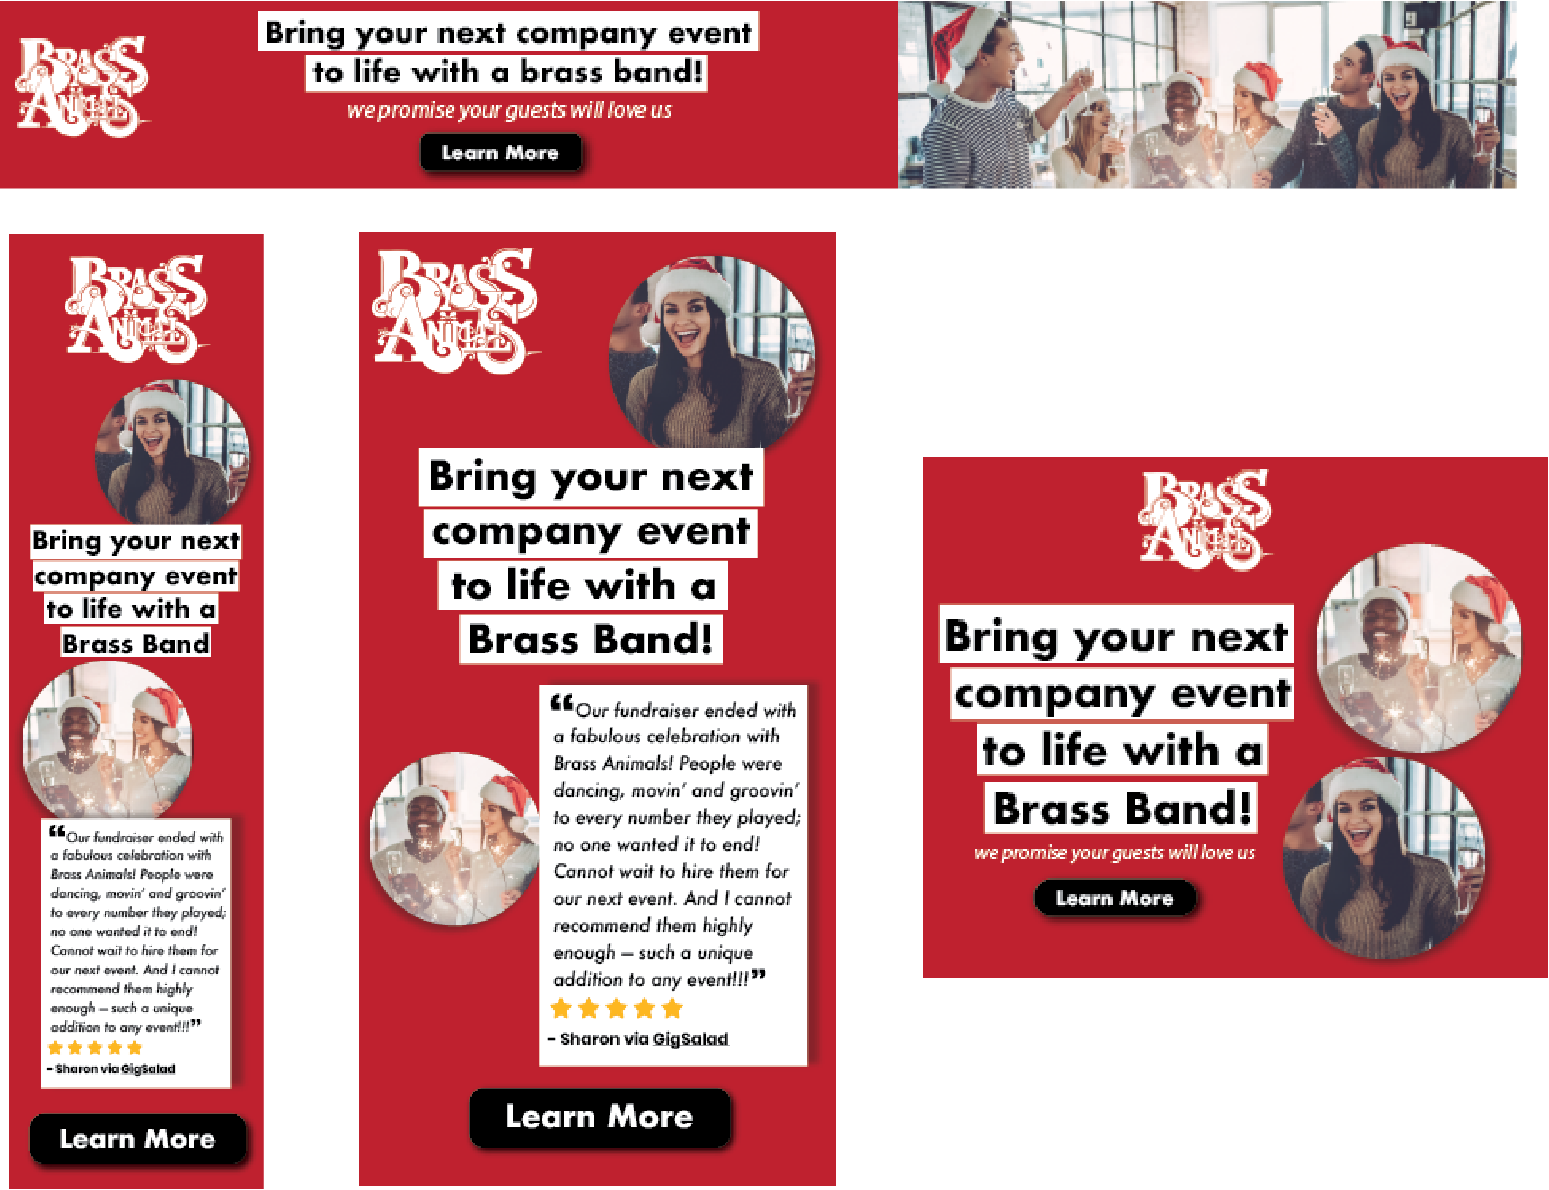 BRASS
ANIMALS
Bring your next company event
to life with a brass band!
we promise your guests will love us
Learn More
BRASS
ANIMALS
Bring your next
company event
to life with a
Brass Band
“Our fundraiser ended with
a fabulous celebration with
Brass Animals! People were
dancing, movin’ and groovin’
to every number they played;
no one wanted it to end!
Cannot wait to hire them for
our next event. And I cannot
recommend them highly
enough – such a unique
addition to any event!!!”
– Sharon via GigSalad
Learn More
BRASS
ANIMALS
Bring your next
company event
to life with a
Brass Band!
“Our fundraiser ended with
a fabulous celebration with
Brass Animals! People were
dancing, movin’ and groovin’
to every number they played;
no one wanted it to end!
Cannot wait to hire them for
our next event. And I cannot
recommend them highly
enough – such a unique
addition to any event!!!”
– Sharon via GigSalad
Learn More
BRASS
ANIMALS
Bring your next
company event
to life with a
Brass Band!
we promise your guests will love us
Learn More